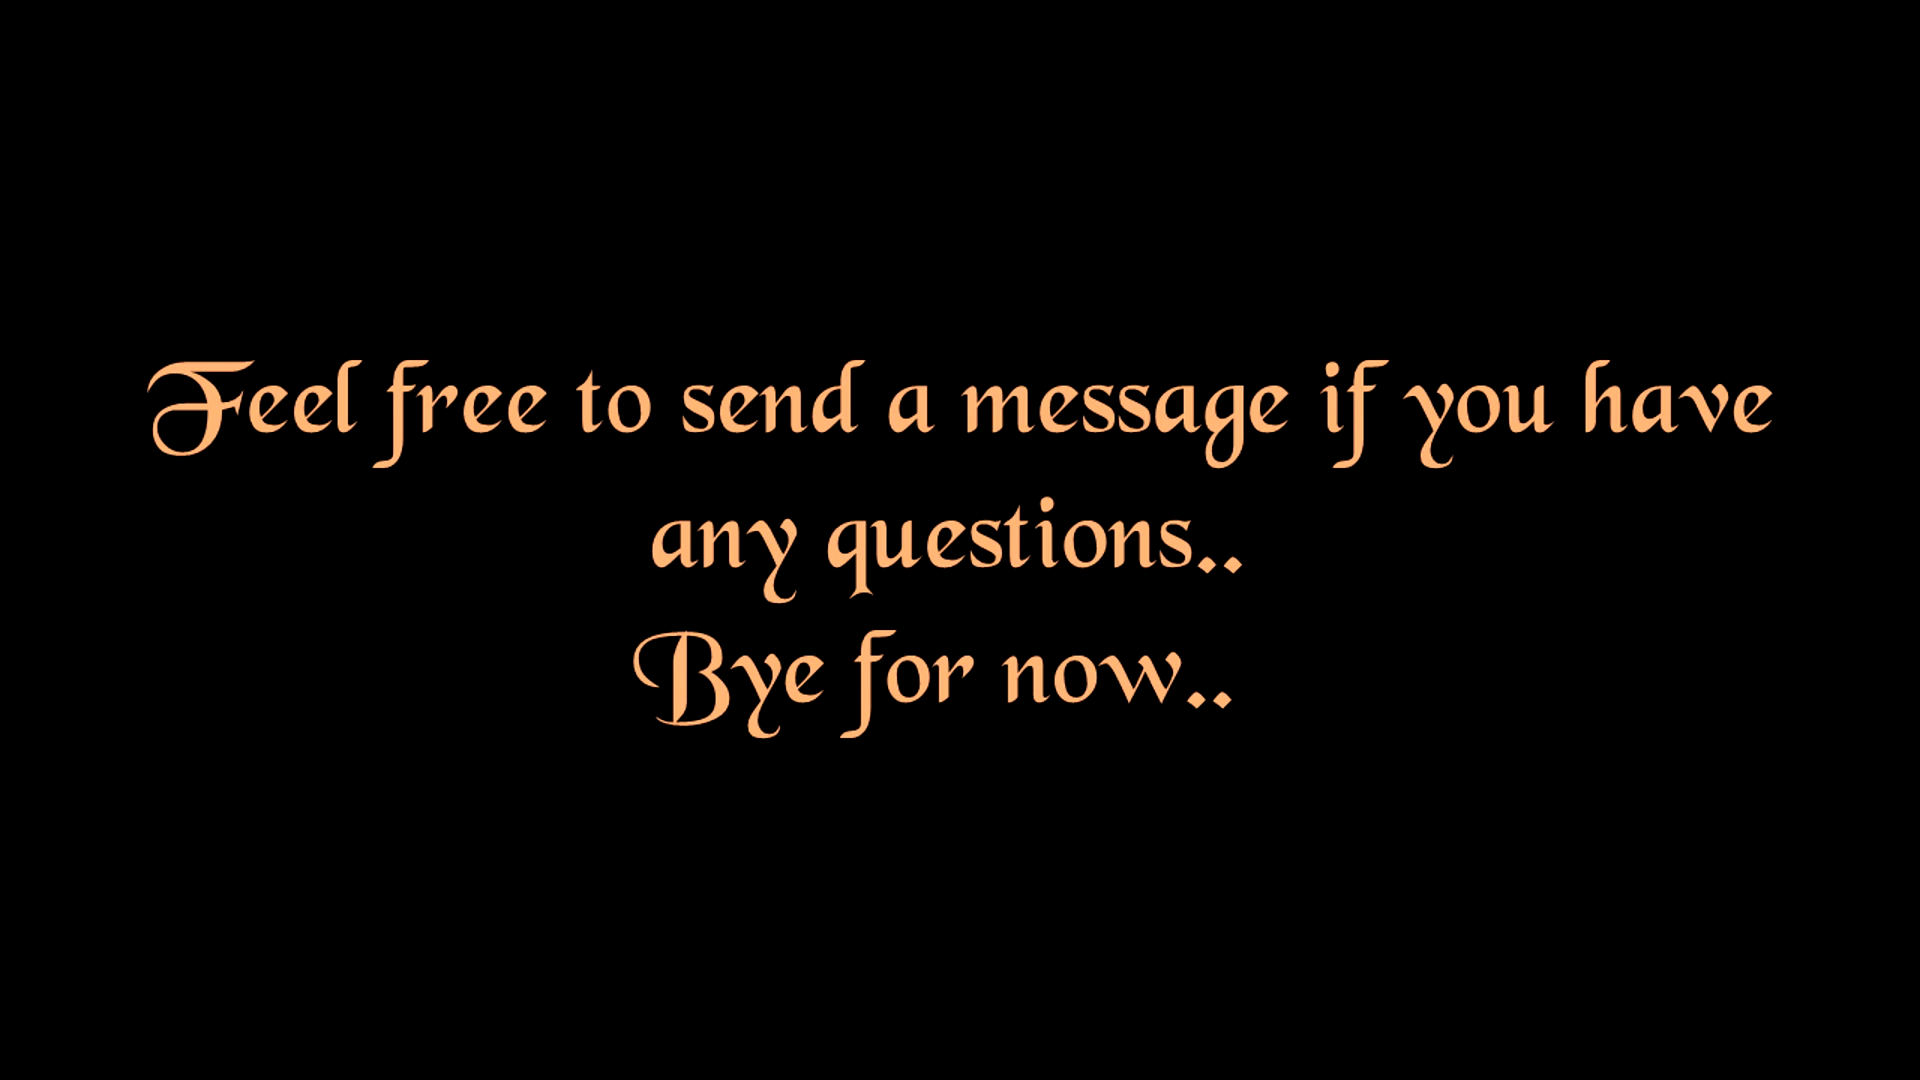 Feel free to send a message if you have
any questions..
Bye for now..